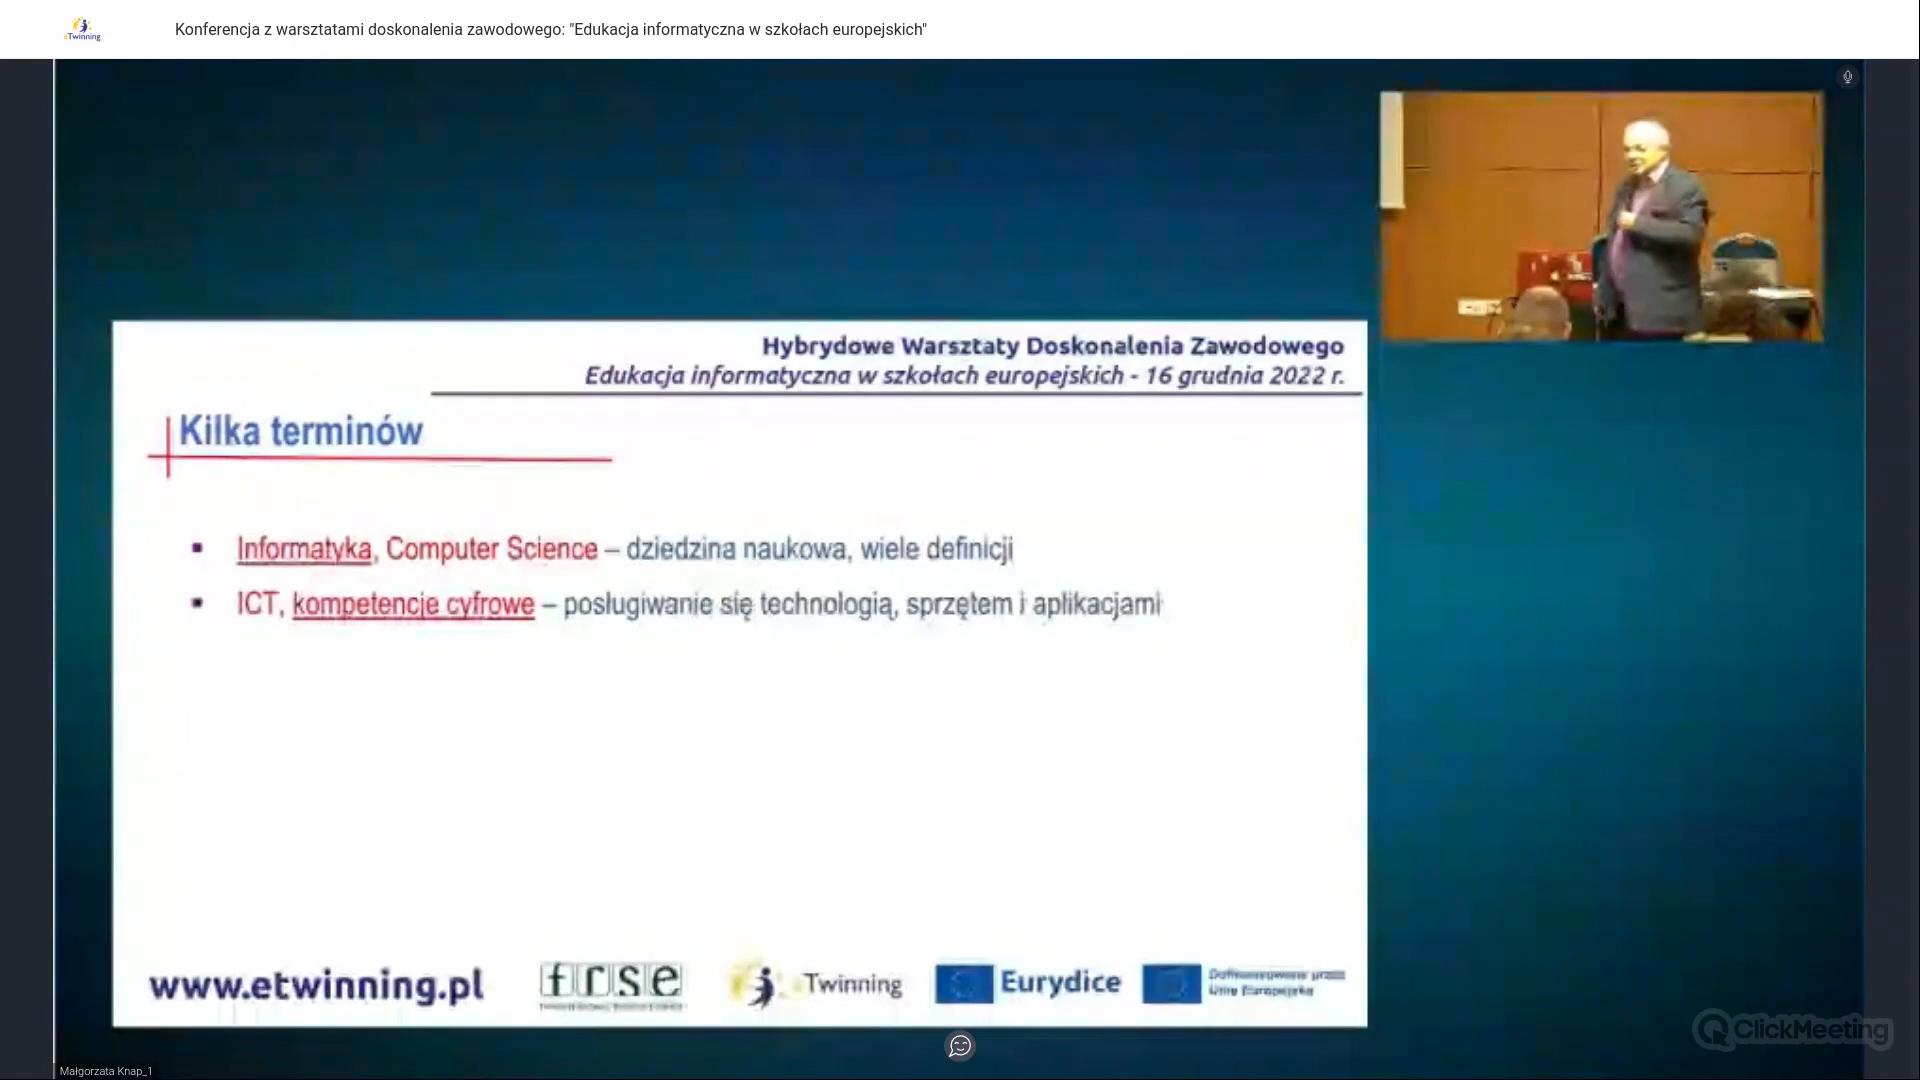 eTwinning
Konferencja z warsztatami doskonalenia zawodowego: "Edukacja informatyczna w szkołach europejskich"
Hybrydowe Warsztaty Doskonalenia Zawodowego
Edukacja informatyczna w szkołach europejskich - 16 grudnia 2022 r.
Kilka terminów
▪ Informatyka, Computer Science – dziedzina naukowa, wiele definicji
▪ ICT, kompetencje cyfrowe – posługiwanie się technologią, sprzętem i aplikacjami
www.etwinning.pl
frse
eTwinning
Eurydice
Dofinansowane przez
Unię Europejską
ClickMeeting
Małgorzata Knap_1